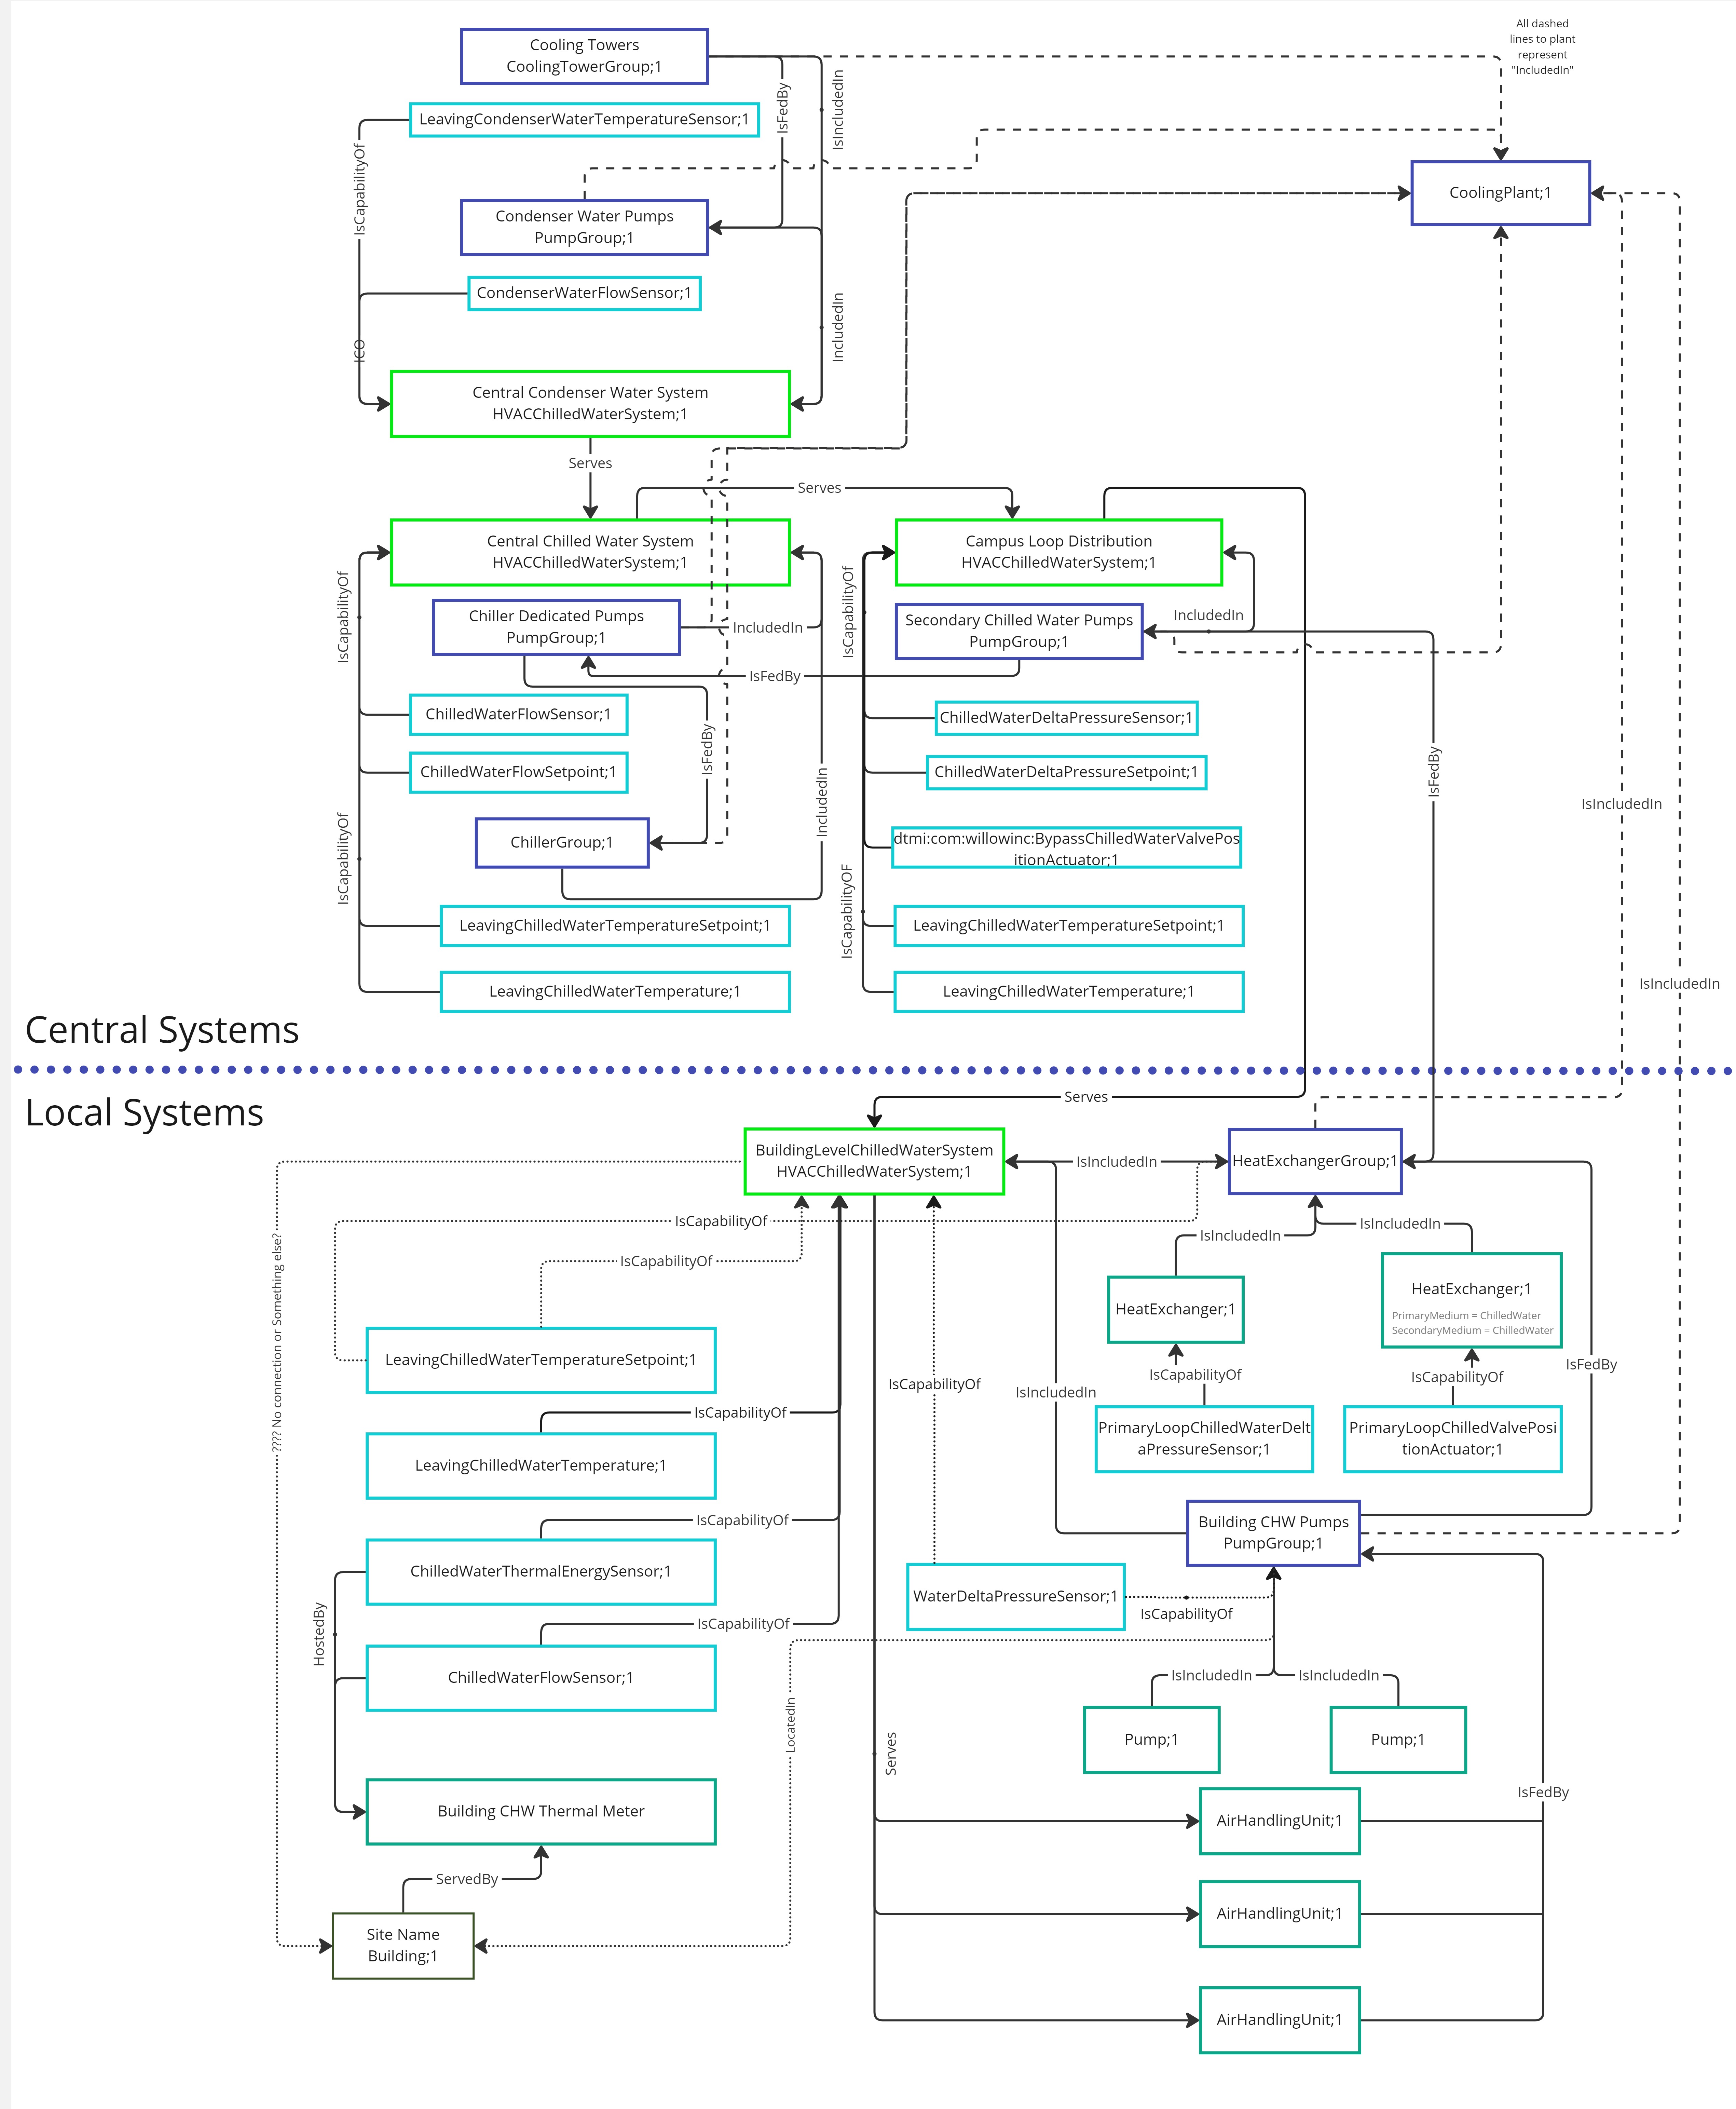 All dashed
lines to plant
represent
"IncludedIn"
Cooling Towers
CoolingTowerGroup;1
IsFedBy
IsIncludedIn
LeavingCondenserWaterTemperatureSensor;1
IsCapabilityOf
CoolingPlant;1
Condenser Water Pumps
PumpGroup;1
CondenserWaterFlowSensor;1
IncludedIn
ICO
Central Condenser Water System
HVACChilledWaterSystem;1
Serves
Serves
Central Chilled Water System
HVACChilledWaterSystem;1
Campus Loop Distribution
HVACChilledWaterSystem;1
IsCapabilityOf
IsCapabilityOf
Chiller Dedicated Pumps
PumpGroup;1
IncludedIn
Secondary Chilled Water Pumps
PumpGroup;1
IncludedIn
IsFedBy
ChilledWaterFlowSensor;1
ChilledWaterDeltaPressureSensor;1
IsFedBy
IsFedBy
ChilledWaterFlowSetpoint;1
ChilledWaterDeltaPressureSetpoint;1
IncludedIn
IsIncludedIn
ChillerGroup;1
dtmi:com:willowinc:BypassChilledWaterValvePos
itionActuator;1
IsCapabilityOf
IsCapabilityOF
LeavingChilledWaterTemperatureSetpoint;1
LeavingChilledWaterTemperatureSetpoint;1
IsIncludedIn
LeavingChilledWaterTemperature;1
LeavingChilledWaterTemperature;1
Central Systems
Local Systems
Serves
BuildingLevelChilledWaterSystem
HVACChilledWaterSystem;1
IsIncludedIn
HeatExchangerGroup;1
IsCapabilityOf
IsIncludedIn
IsIncludedIn
IsCapabilityOf
???? No connection or Something else?
HeatExchanger;1
HeatExchanger;1
PrimaryMedium = ChilledWater
SecondaryMedium = ChilledWater
LeavingChilledWaterTemperatureSetpoint;1
IsCapabilityOf
IsIncludedIn
IsCapabilityOf
IsCapabilityOf
IsFedBy
IsCapabilityOf
LeavingChilledWaterTemperature;1
PrimaryLoopChilledWaterDelt
aPressureSensor;1
PrimaryLoopChilledValvePosi
tionActuator;1
IsCapabilityOf
Building CHW Pumps
PumpGroup;1
ChilledWaterThermalEnergySensor;1
WaterDeltaPressureSensor;1
IsCapabilityOf
HostedBy
IsCapabilityOf
ChilledWaterFlowSensor;1
IsIncludedIn
IsIncludedIn
LocatedIn
Serves
Pump;1
Pump;1
IsFedBy
Building CHW Thermal Meter
AirHandlingUnit;1
ServedBy
AirHandlingUnit;1
Site Name
Building;1
AirHandlingUnit;1